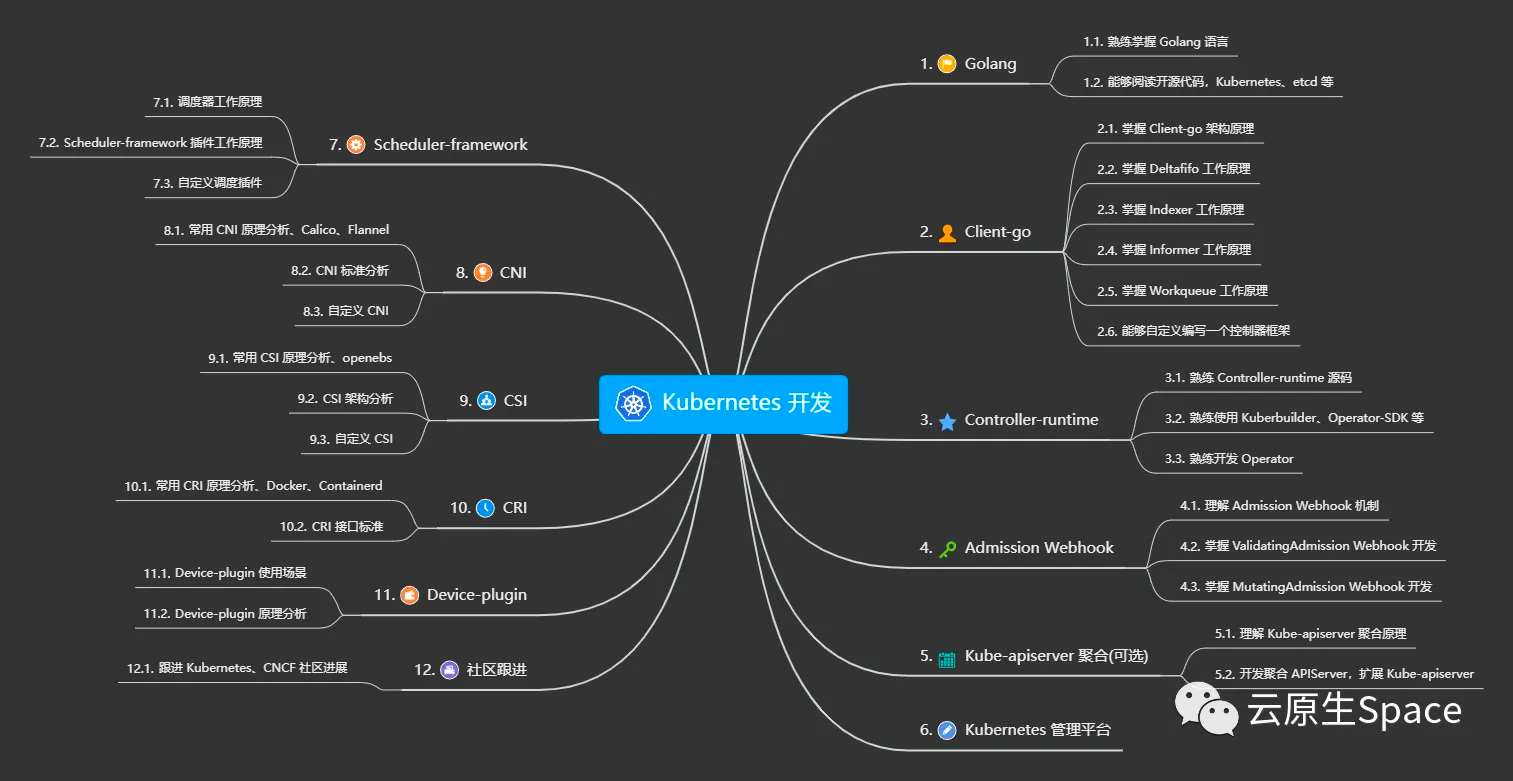 Kubernetes 开发
1. Golang
1.1. 熟练掌握 Golang 语言
1.2. 能够阅读开源代码，Kubernetes、etcd 等
2. Client-go
2.1. 掌握 Client-go 架构原理
2.2. 掌握 Deltafifo 工作原理
2.3. 掌握 Indexer 工作原理
2.4. 掌握 Informer 工作原理
2.5. 掌握 Workqueue 工作原理
2.6. 能够自定义编写一个控制器框架
3. Controller-runtime
3.1. 熟练 Controller-runtime 源码
3.2. 熟练使用 Kuberbuilder、Operator-SDK 等
3.3. 熟练开发 Operator
4. Admission Webhook
4.1. 理解 Admission Webhook 机制
4.2. 掌握 ValidatingAdmission Webhook 开发
4.3. 掌握 MutatingAdmission Webhook 开发
5. Kube-apiserver 聚合(可选)
5.1. 理解 Kube-apiserver 聚合原理
5.2. 开发聚合 APIServer，扩展 Kube-apiserver
6. Kubernetes 管理平台
7. Scheduler-framework
7.1. 调度器工作原理
7.2. Scheduler-framework 插件工作原理
7.3. 自定义调度插件
8. CNI
8.1. 常用 CNI 原理分析、Calico、Flannel
8.2. CNI 标准分析
8.3. 自定义 CNI
9. CSI
9.1. 常用 CSI 原理分析、openebs
9.2. CSI 架构分析
9.3. 自定义 CSI
10. CRI
10.1. 常用 CRI 原理分析、Docker、Containerd
10.2. CRI 接口标准
11. Device-plugin
11.1. Device-plugin 使用场景
11.2. Device-plugin 原理分析
12. 社区跟进
12.1. 跟进 Kubernetes、CNCF 社区进展
云原生Space